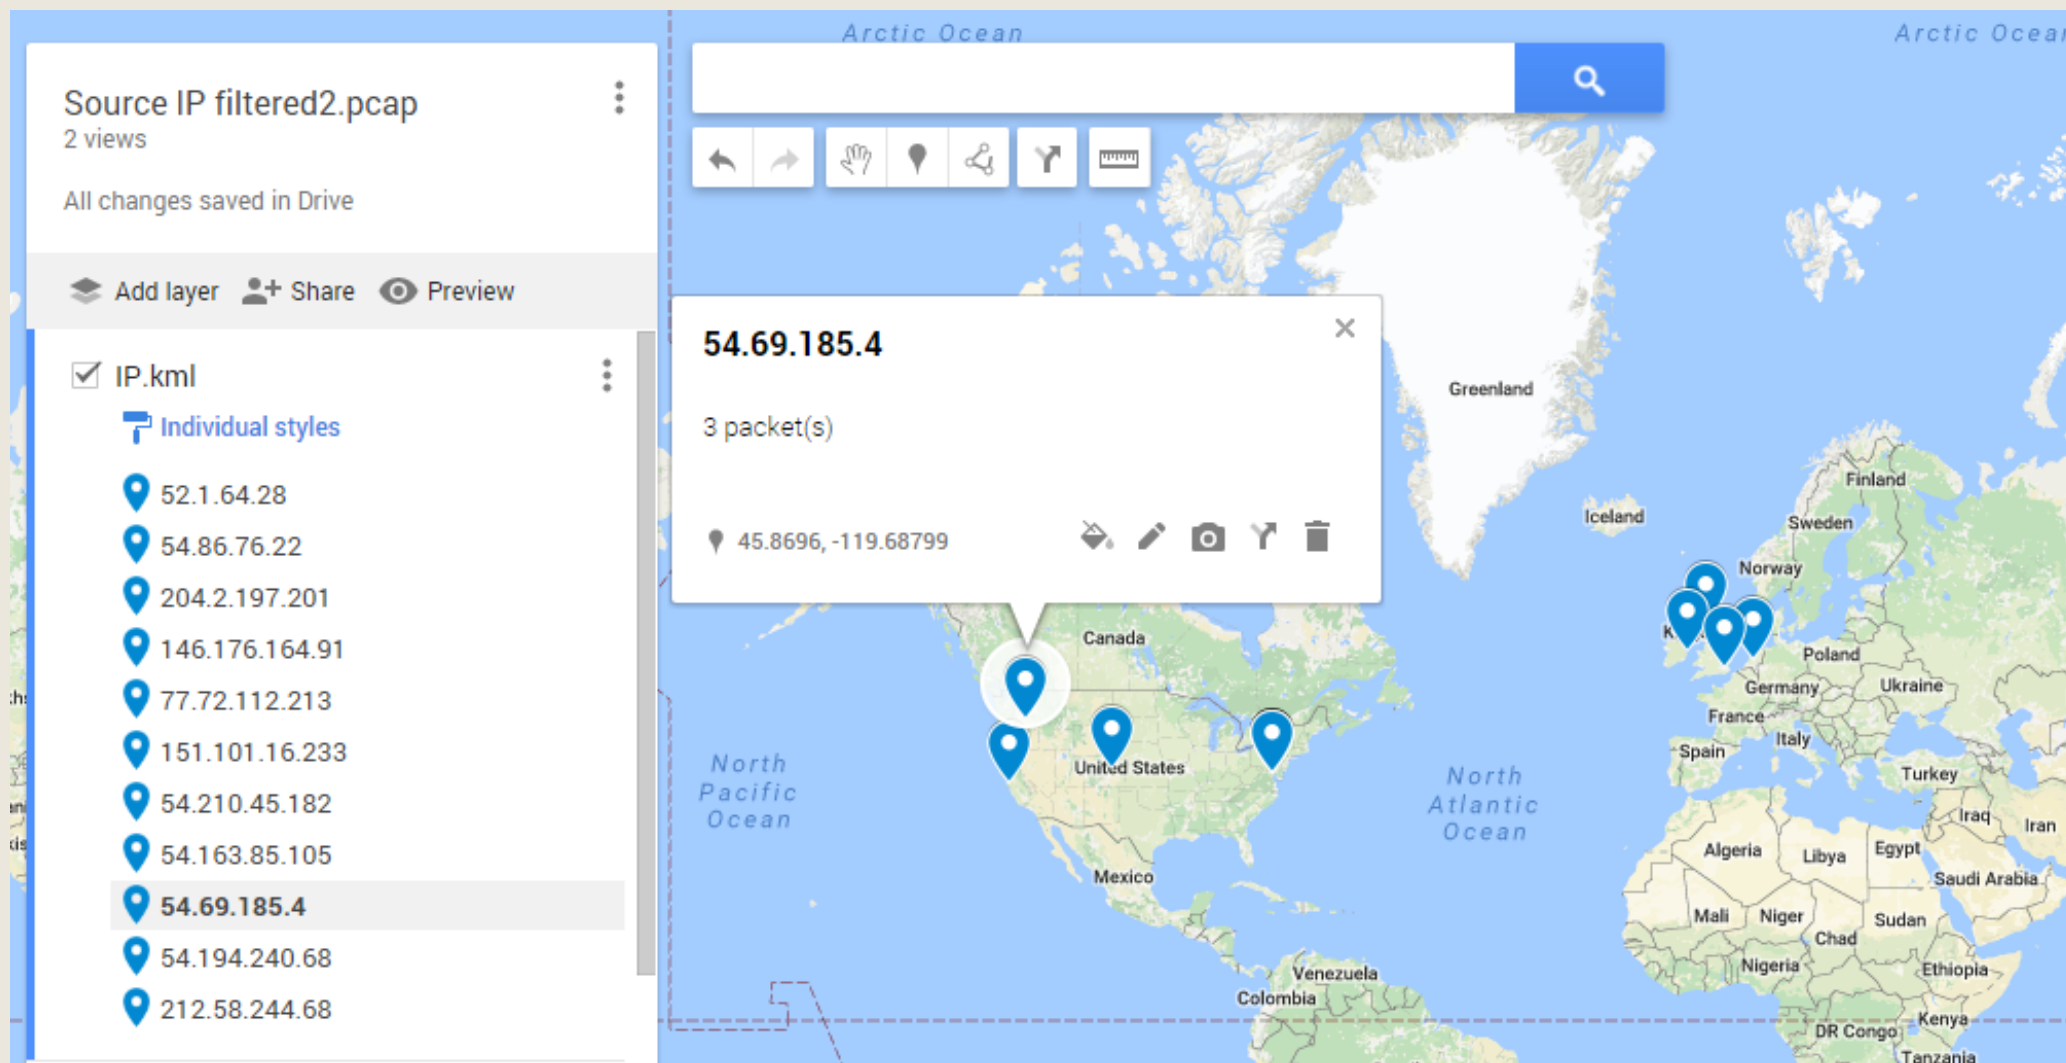 Source IP filtered2.pcap
2 views
All changes saved in Drive
Add layer
Share
Preview
IP.kml
Individual styles
52.1.64.28
54.86.76.22
204.2.197.201
146.176.164.91
77.72.112.213
151.101.16.233
54.210.45.182
54.163.85.105
54.69.185.4
54.194.240.68
212.58.244.68
54.69.185.4
3 packet(s)
45.8696, -119.68799
Arctic Ocean
Greenland
Iceland
Finland
Sweden
Norway
Canada
Poland
Germany
Ukraine
France
Italy
Spain
Turkey
United States
North
Pacific
Ocean
North
Atlantic
Ocean
Iraq
Iran
Algeria
Libya
Egypt
Mexico
Saudi Arabia
Mali
Niger
Sudan
Chad
Nigeria
Ethiopia
Venezuela
Colombia
DR Congo
Kenya
Tanzania